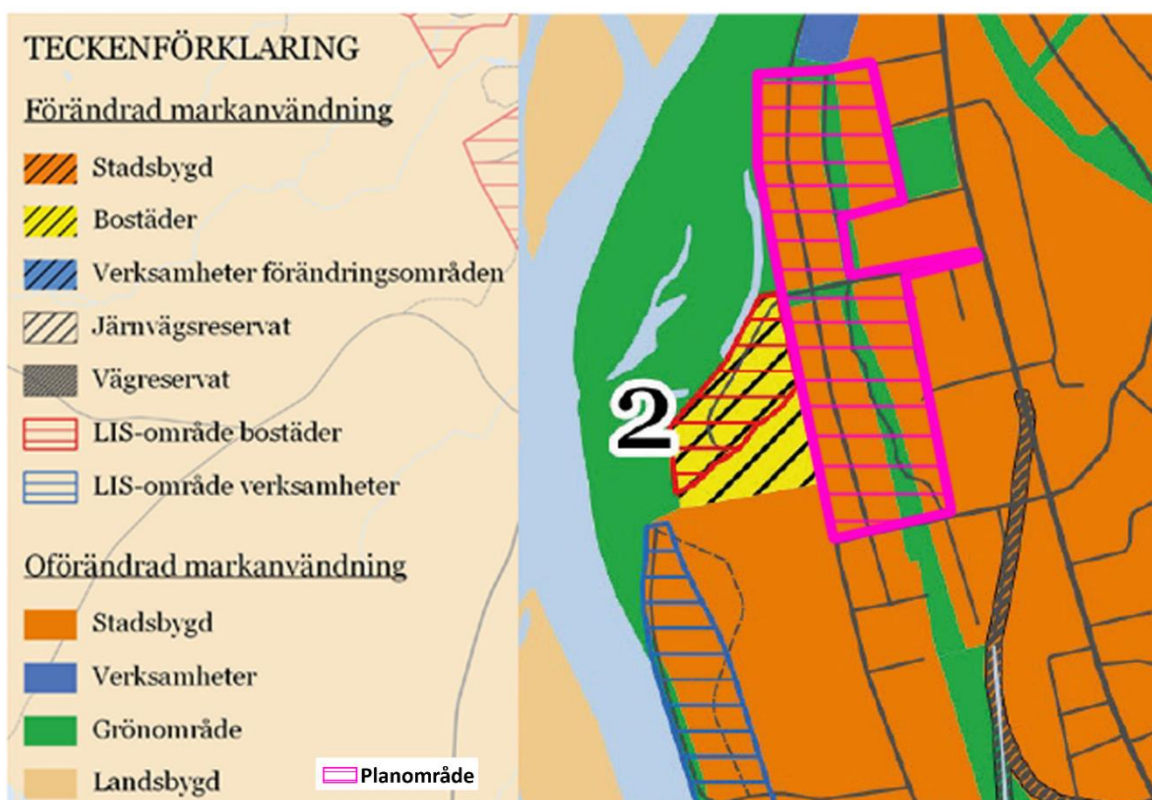 TECKENFÖRKLARING
Förändrad markanvändning
Stadsbygd
Bostäder
Verksamheter förändringsområden
Järnvägsreservat
Vägreservat
LIS-område bostäder
LIS-område verksamheter
Oförändrad markanvändning
Stadsbygd
Verksamheter
Grönområde
Landsbygd
Planområde
2